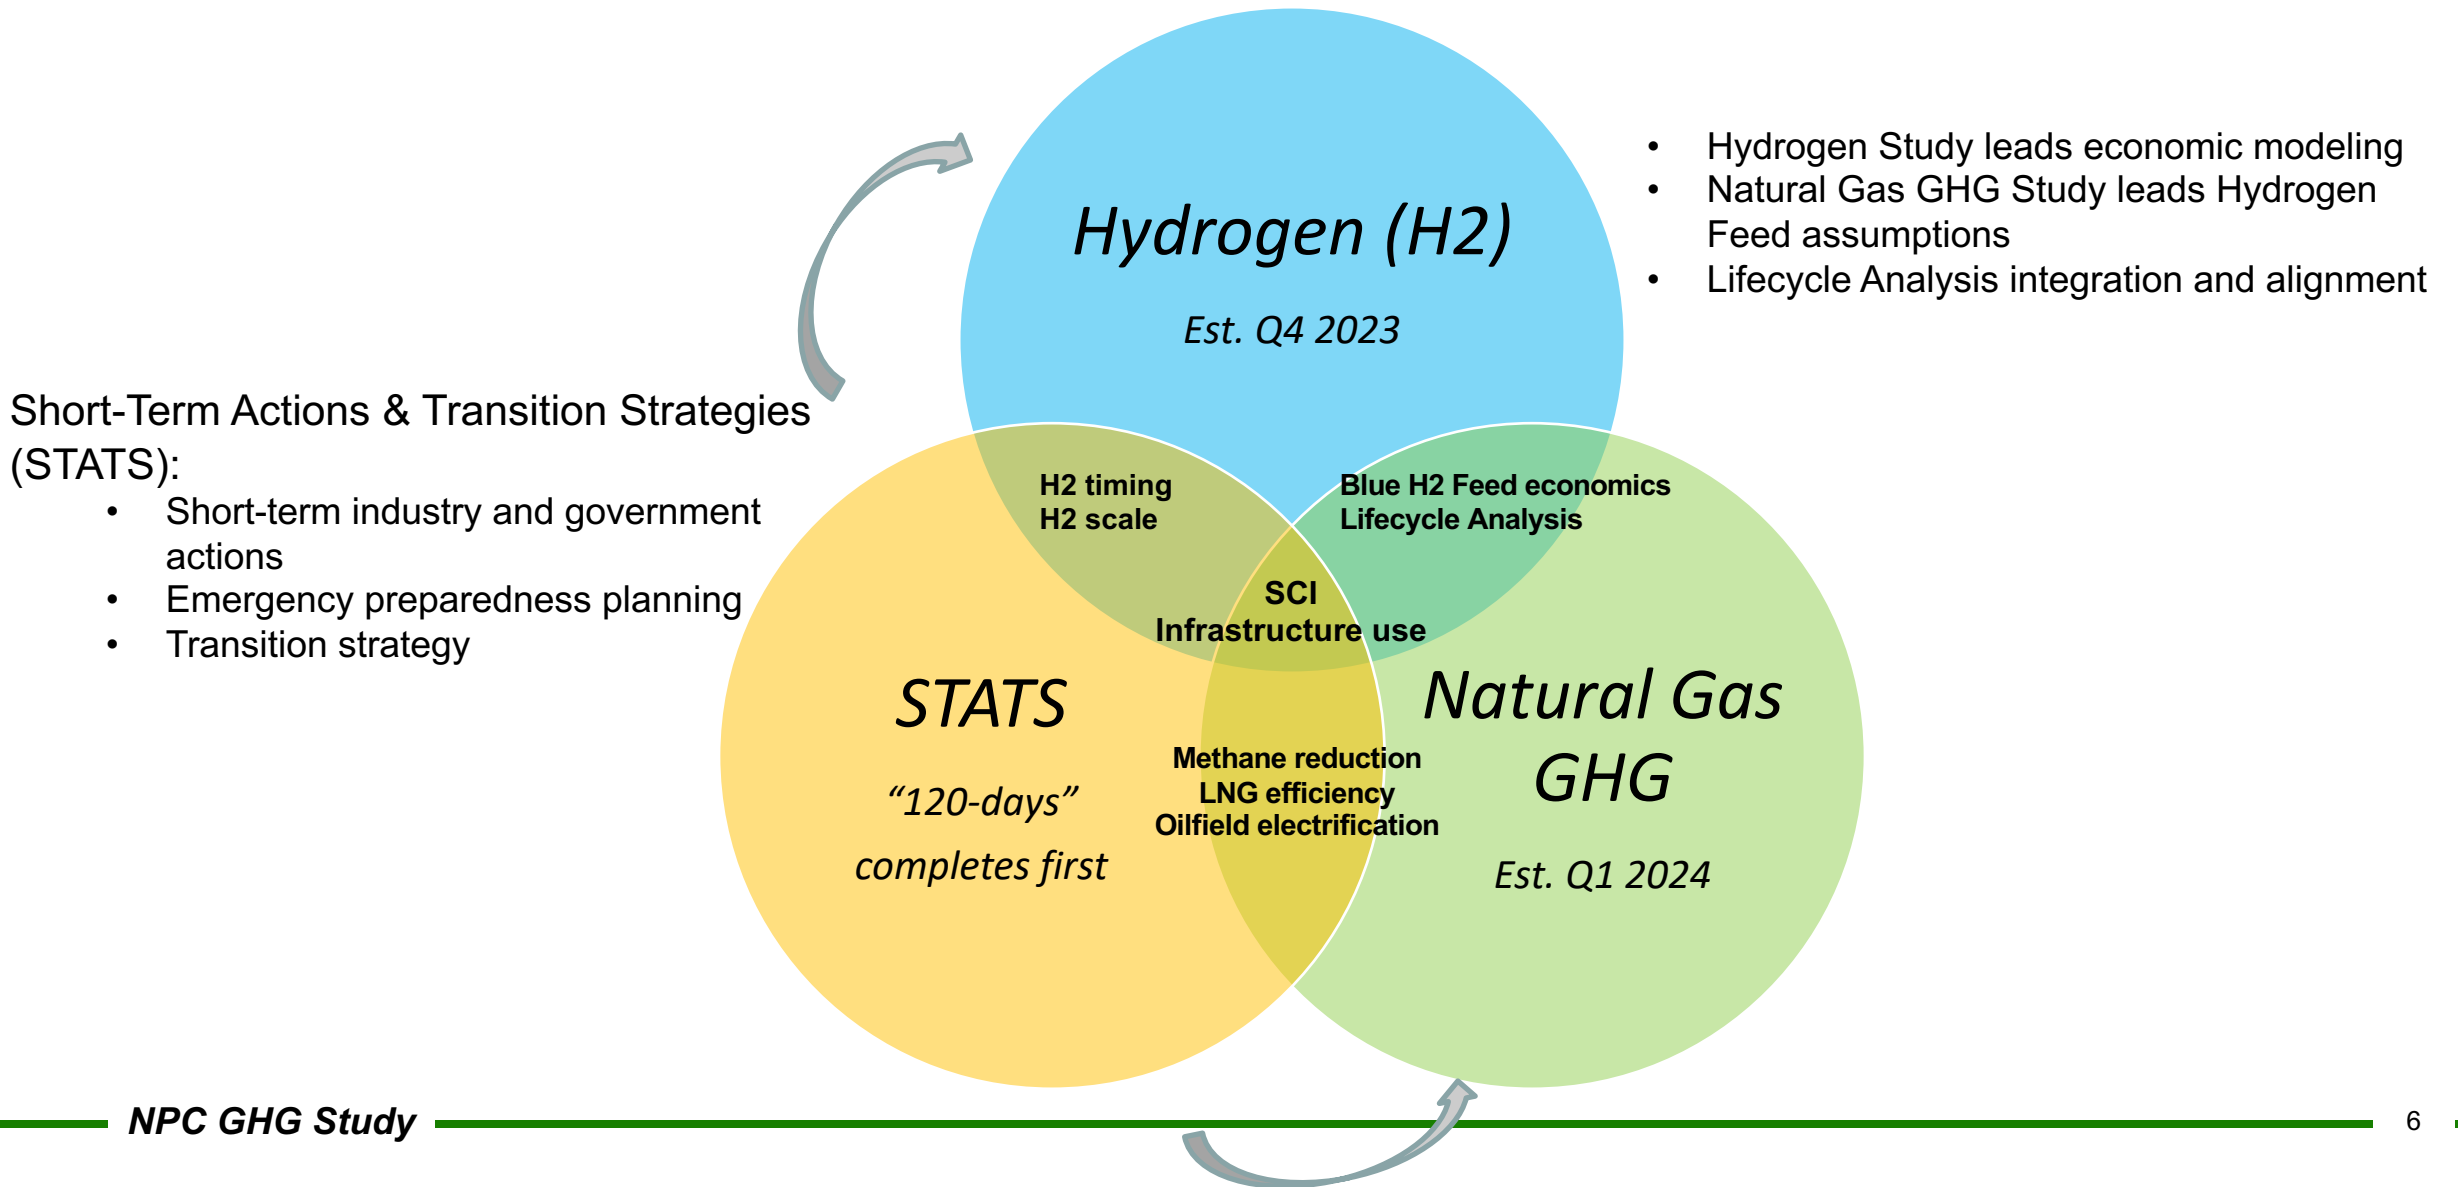 Hydrogen (H2)
Est. Q4 2023
• Hydrogen Study leads economic modeling
• Natural Gas GHG Study leads Hydrogen
Feed assumptions
• Lifecycle Analysis integration and alignment
Short-Term Actions & Transition Strategies
(STATS):
• Short-term industry and government
actions
• Emergency preparedness planning
• Transition strategy
H2 timing
H2 scale
Blue H2 Feed economics
Lifecycle Analysis
SCI
Infrastructure use
STATS
“120-days”
completes first
Methane reduction
LNG efficiency
Oilfield electrification
Natural Gas
GHG
Est. Q1 2024
NPC GHG Study
6